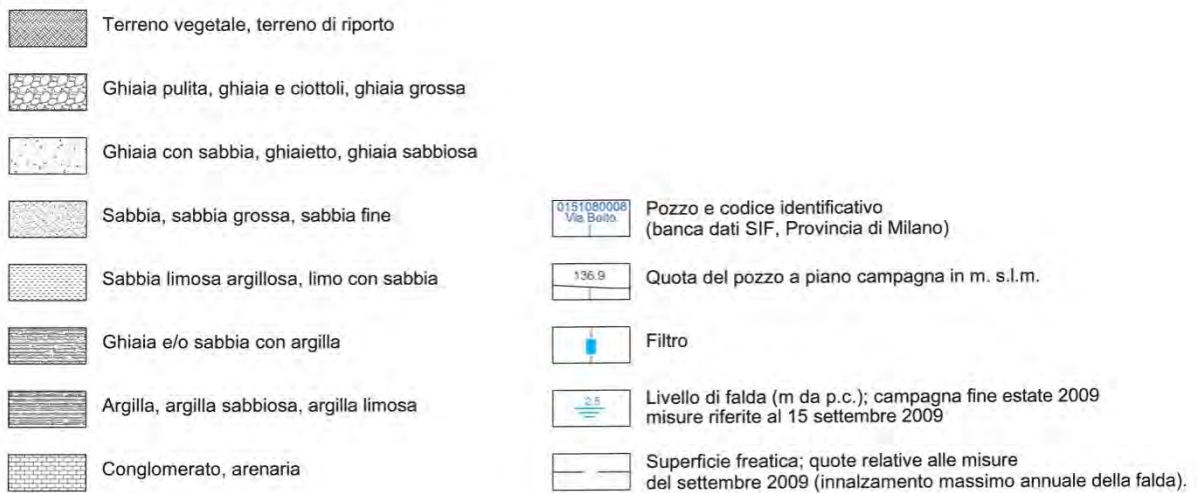 Terreno vegetale, terreno di riporto
Ghiaia pulita, ghiaia e ciottoli, ghiaia grossa
Ghiaia con sabbia, ghiaietto, ghiaia sabbiosa
Sabbia, sabbia grossa, sabbia fine
Sabbia limosa argillosa, limo con sabbia
Ghiaia e/o sabbia con argilla
Argilla, argilla sabbiosa, argilla limosa
Conglomerato, arenaria
0151080008
Via Boito
Pozzo e codice identificativo
(banca dati SIF, Provincia di Milano)
136.9
Quota del pozzo a piano campagna in m. s.l.m.
Filtro
2.5
Livello di falda (m da p.c.); campagna fine estate 2009
misure riferite al 15 settembre 2009
Superficie freatica; quote relative alle misure
del settembre 2009 (innalzamento massimo annuale della falda).